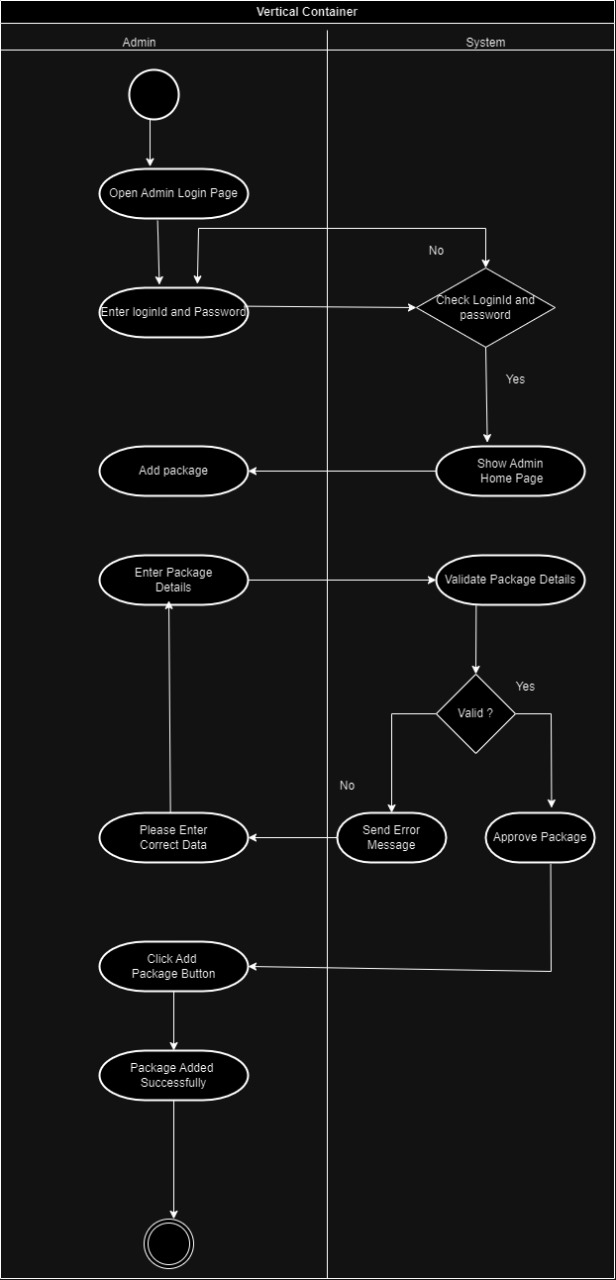 Vertical Container
Admin
System
Open Admin Login Page
No
Enter loginId and Password
Check LoginId and
password
Yes
Add package
Show Admin
Home Page
Enter Package
Details
Validate Package Details
Yes
Valid ?
No
Please Enter
Correct Data
Send Error
Message
Approve Package
Click Add
Package Button
Package Added
Successfully